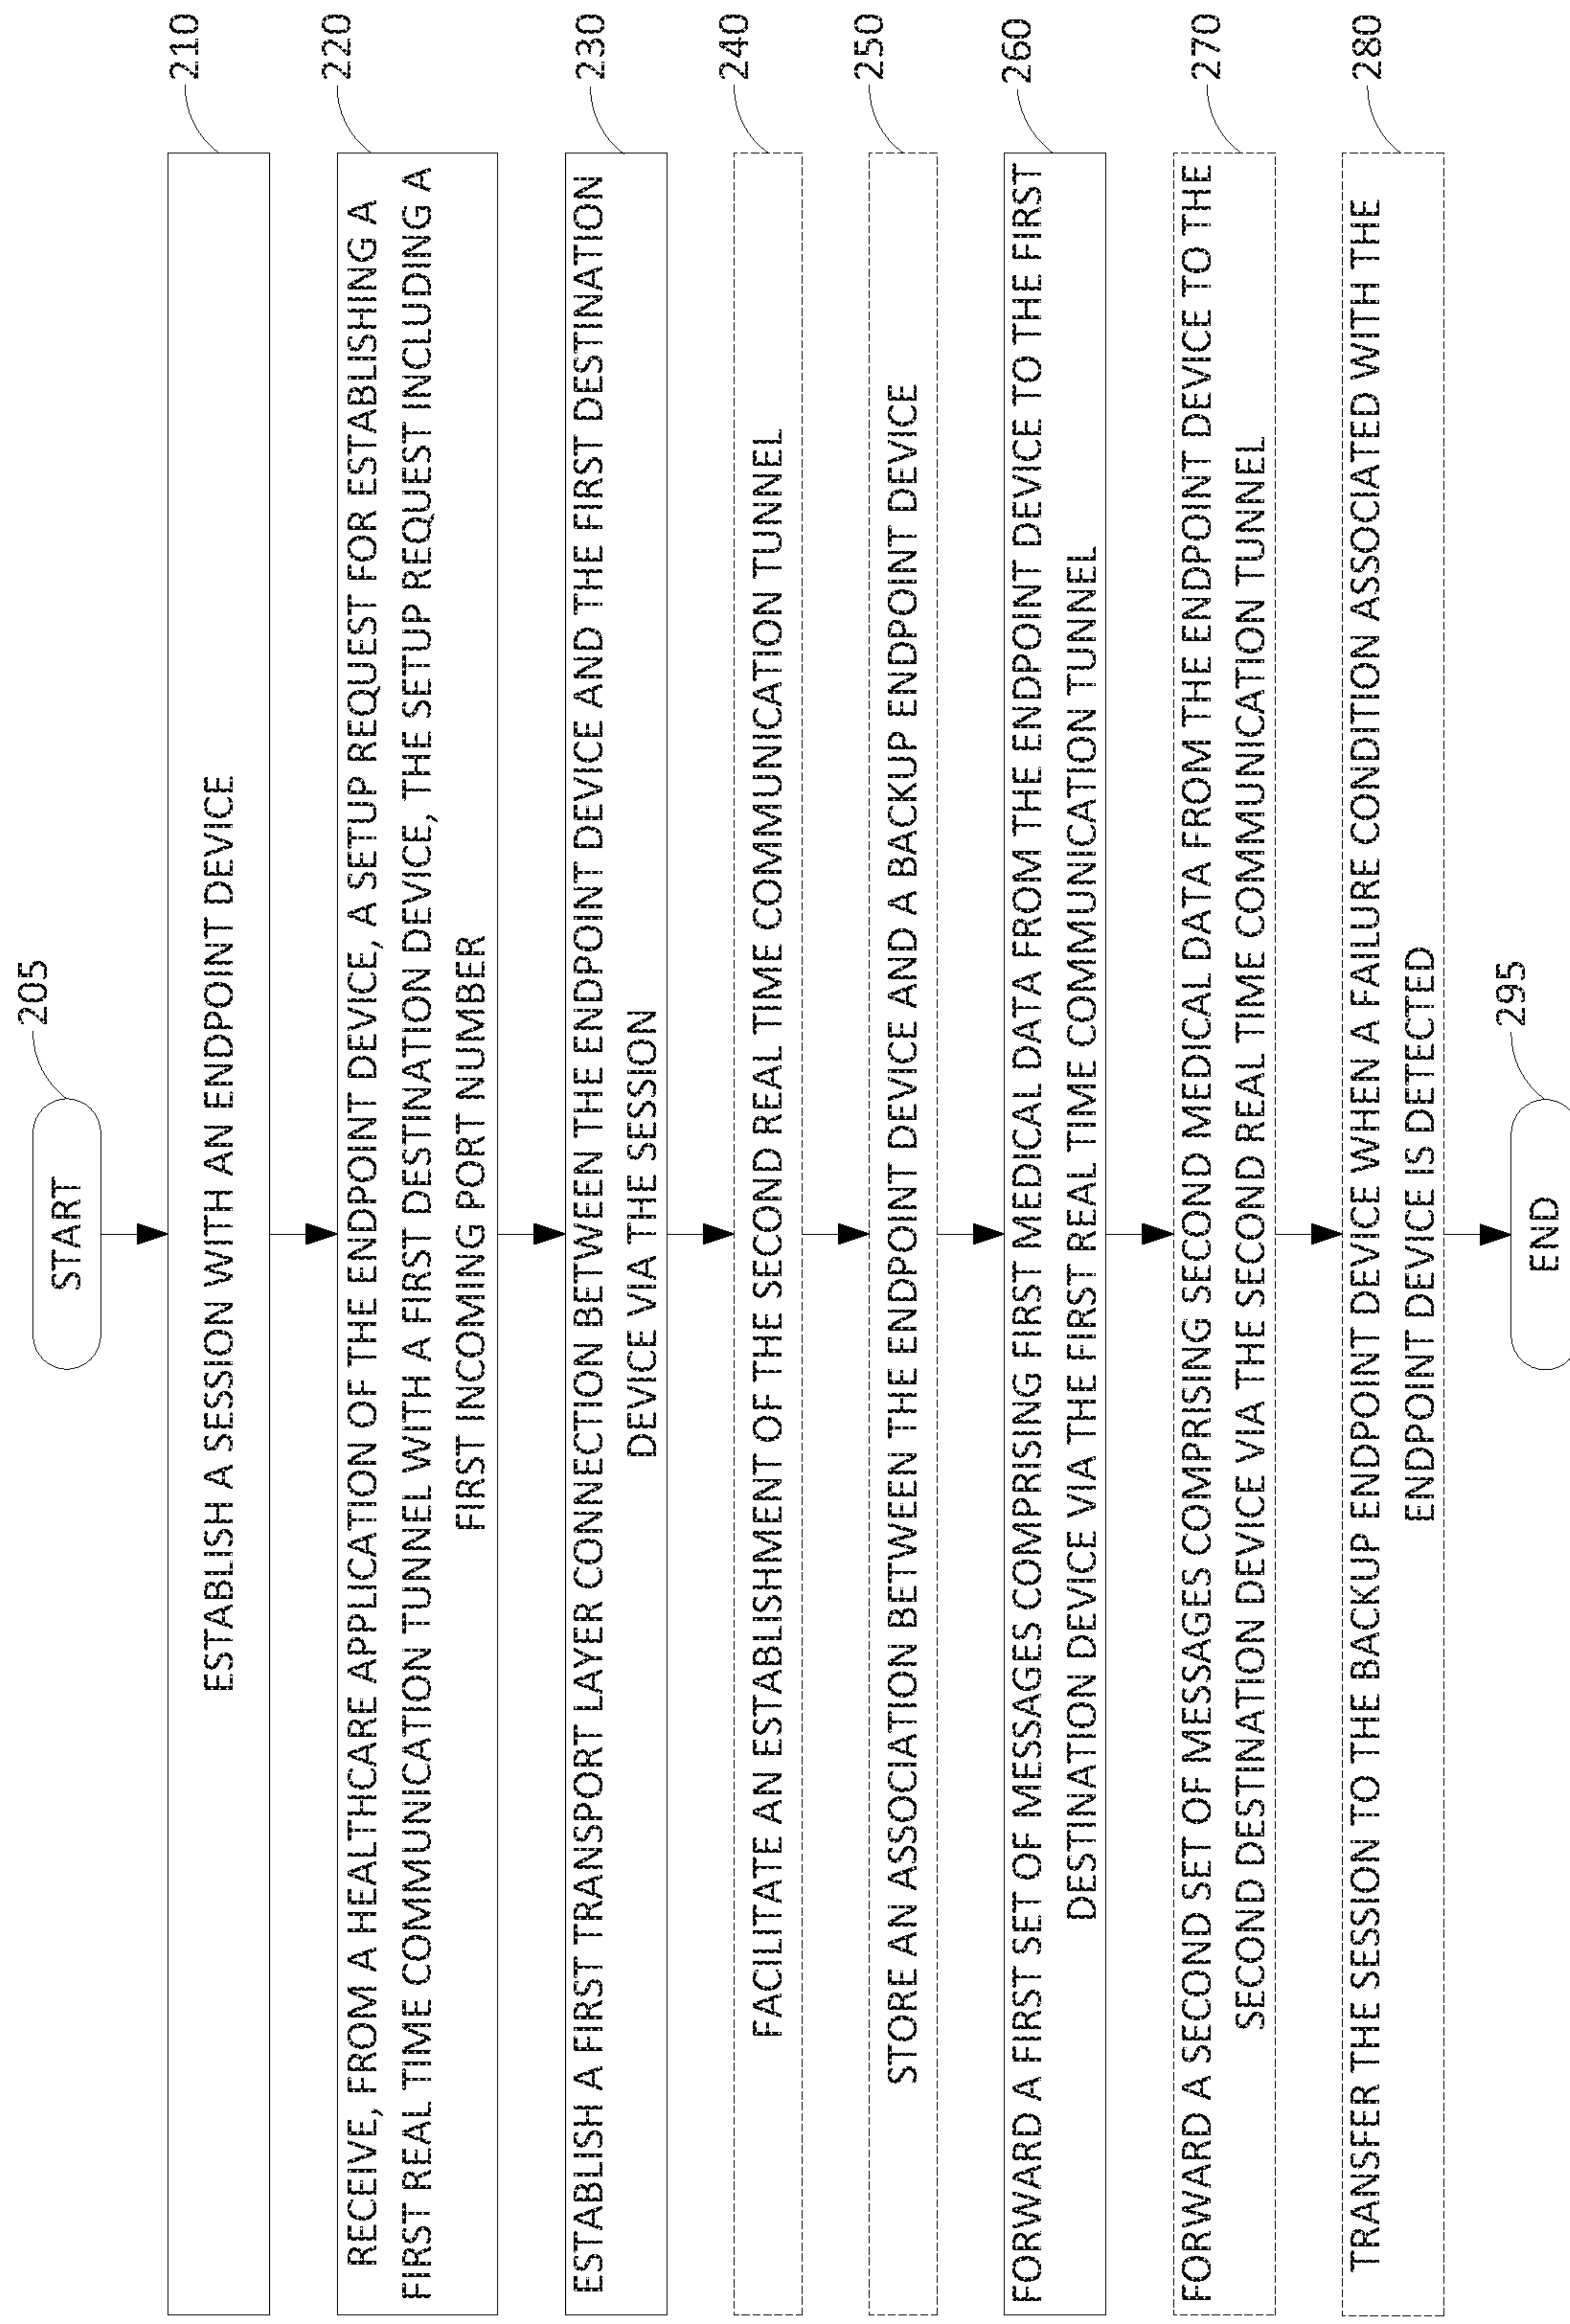 205
START
210
ESTABLISH A SESSION WITH AN ENDPOINT DEVICE
220
RECEIVE, FROM A HEALTHCARE APPLICATION OF THE ENDPOINT DEVICE, A SETUP REQUEST FOR ESTABLISHING A
FIRST REAL TIME COMMUNICATION TUNNEL WITH A FIRST DESTINATION DEVICE, THE SETUP REQUEST INCLUDING A
FIRST INCOMING PORT NUMBER
230
ESTABLISH A FIRST TRANSPORT LAYER CONNECTION BETWEEN THE ENDPOINT DEVICE AND THE FIRST DESTINATION
DEVICE VIA THE SESSION
240
FACILITATE AN ESTABLISHMENT OF THE SECOND REAL TIME COMMUNICATION TUNNEL
250
STORE AN ASSOCIATION BETWEEN THE ENDPOINT DEVICE AND A BACKUP ENDPOINT DEVICE
260
FORWARD A FIRST SET OF MESSAGES COMPRISING FIRST MEDICAL DATA FROM THE ENDPOINT DEVICE TO THE FIRST
DESTINATION DEVICE VIA THE FIRST REAL TIME COMMUNICATION TUNNEL
270
FORWARD A SECOND SET OF MESSAGES COMPRISING SECOND MEDICAL DATA FROM THE ENDPOINT DEVICE TO THE
SECOND DESTINATION DEVICE VIA THE SECOND REAL TIME COMMUNICATION TUNNEL
280
TRANSFER THE SESSION TO THE BACKUP ENDPOINT DEVICE WHEN A FAILURE CONDITION ASSOCIATED WITH THE
ENDPOINT DEVICE IS DETECTED
295
END